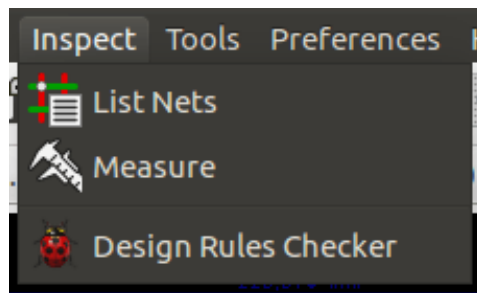 Inspect Tools Preferences
List Nets
Measure
Design Rules Checker